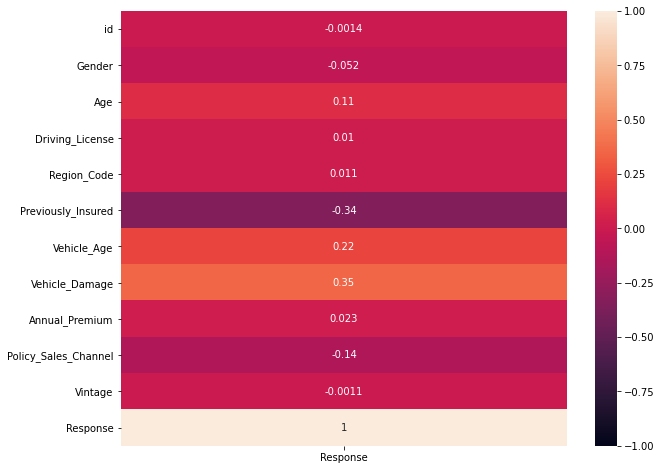 id -0.0014
Gender -0.052
Age 0.11
Driving_License 0.01
Region_Code 0.011
Previously_Insured -0.34
Vehicle_Age 0.22
Vehicle_Damage 0.35
Annual_Premium 0.023
Policy_Sales_Channel -0.14
Vintage -0.0011
Response 1
Response
1.00
0.75
0.50
0.25
0.00
−0.25
−0.50
−0.75
−1.00